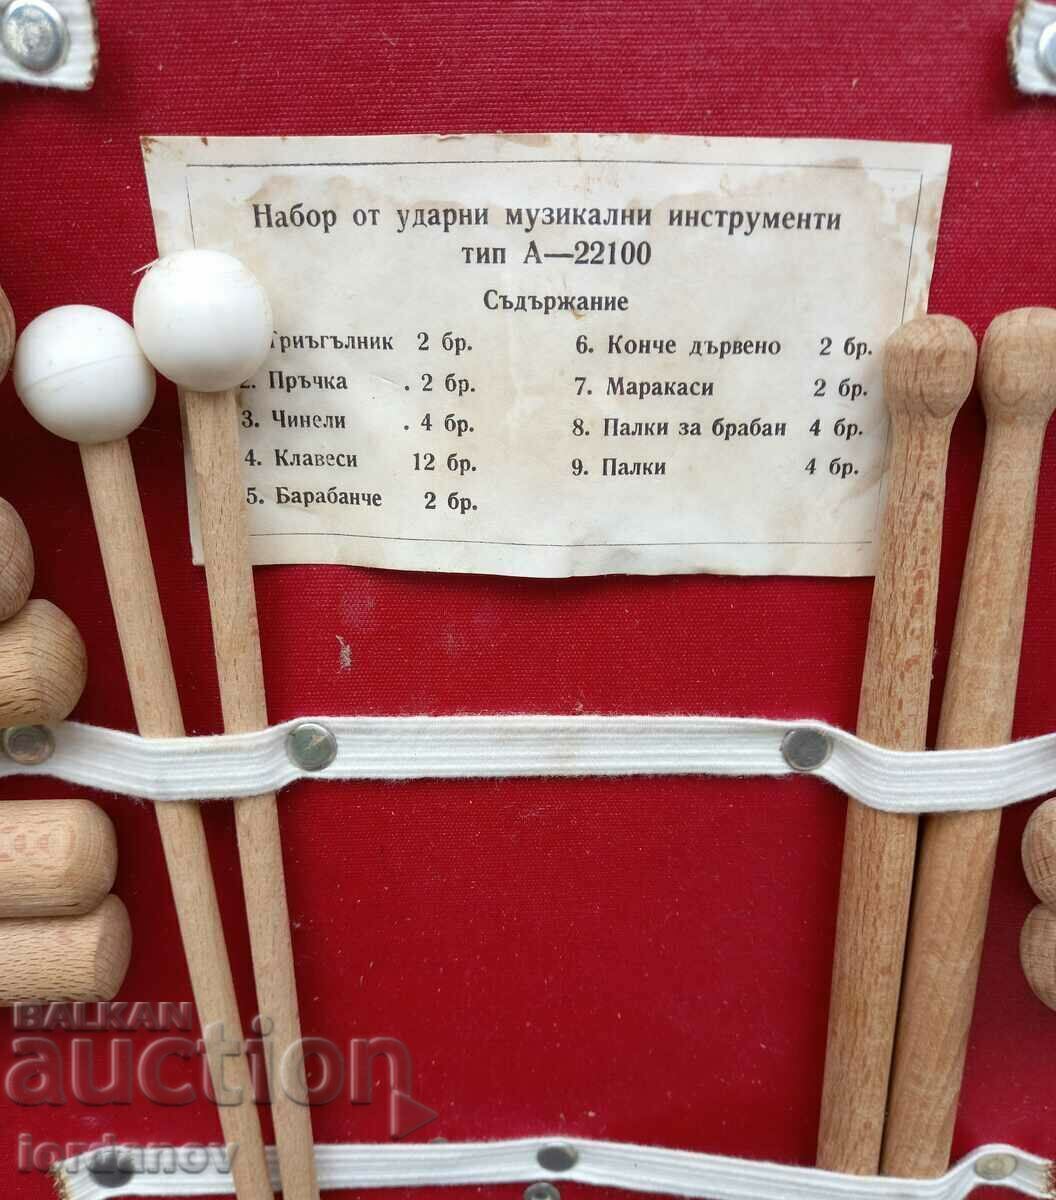 Набор от ударни музикални инструменти
тип А—22100
Съдържание
Триъгълник 2 бр.
2. Пръчка . 2 бр.
3. Чинели . 4 бр.
4. Клавеси 12 бр.
5. Барабанче 2 бр.
6. Конче дървено 2 бр.
7. Маракаси 2 бр.
8. Палки за брабан 4 бр.
9. Палки 4 бр.
BALKAN
auction
iordanov